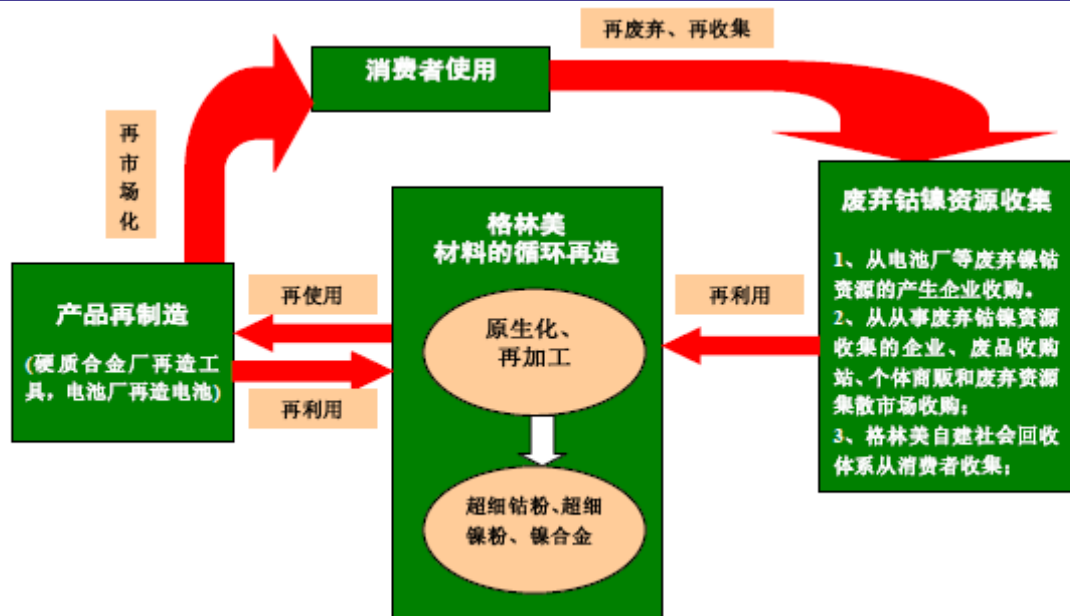 再废弃、再收集
消费者使用
再
市
场
化
废弃钴镍资源收集
1、从电池厂等废弃镍钴
资源的产生企业收购。
2、从从事废弃钴镍资源
收集的企业、废品收购
站、个体商贩和废弃资源
集散市场收购；
3、格林美自建社会回收
体系从消费者收集；
格林美
材料的循环再造
再利用
原生化、
再加工
超细钴粉、超细
镍粉、镍合金
再使用
产品再制造
(硬质合金厂再造工
具，电池厂再造电池)
再利用